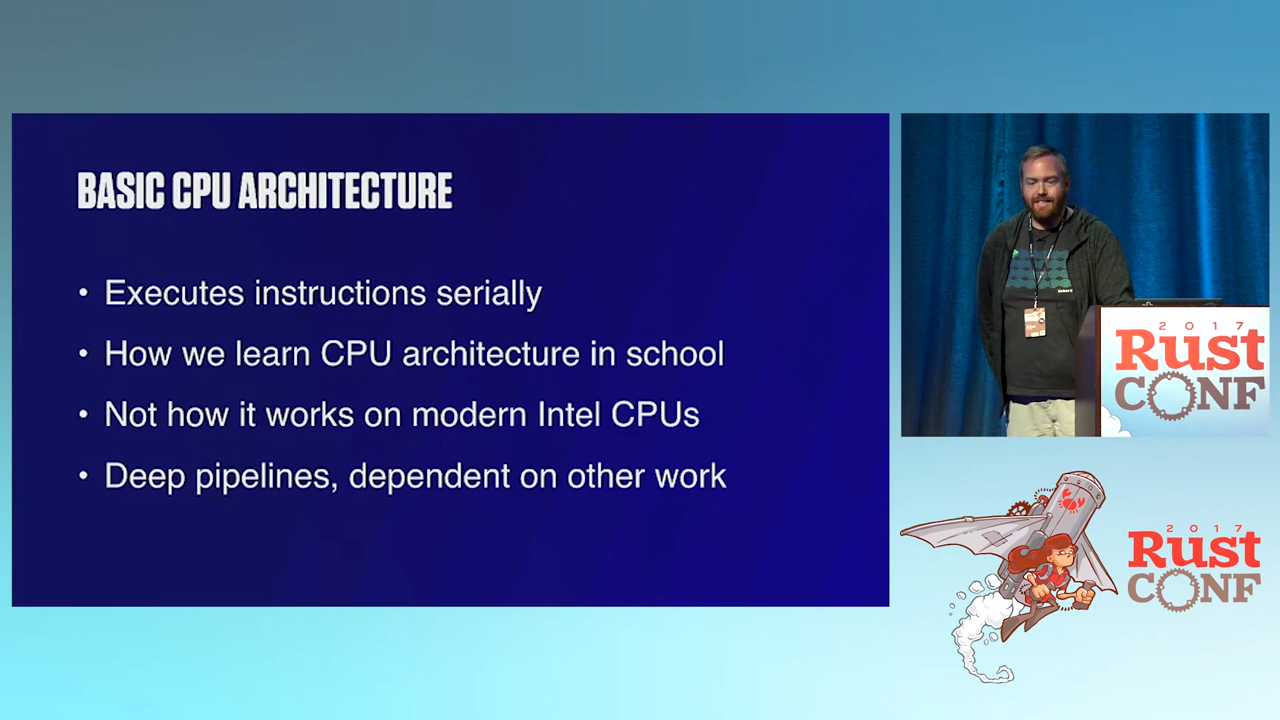 BASIC CPU ARCHITECTURE
• Executes instructions serially
• How we learn CPU architecture in school
• Not how it works on modern Intel CPUs
• Deep pipelines, dependent on other work
2017
Rust
CONF
2017
Rust
CONF